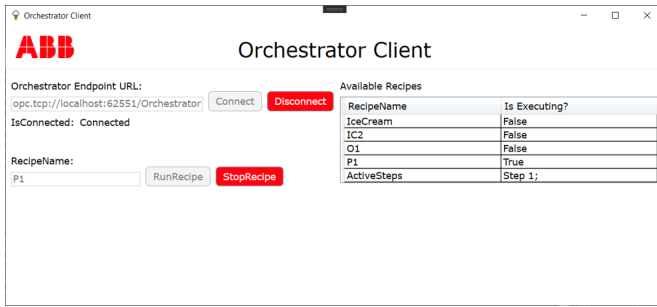 Orchestrator Client
ABB
Orchestrator Client
Orchestrator Endpoint URL:
opc.tcp://localhost:62551/Orchestrator
Connect
Disconnect
IsConnected: Connected
RecipeName:
P1
RunRecipe
StopRecipe
Available Recipes
RecipeName Is Executing?
IceCream False
IC2 False
O1 False
P1 True
ActiveSteps Step 1;